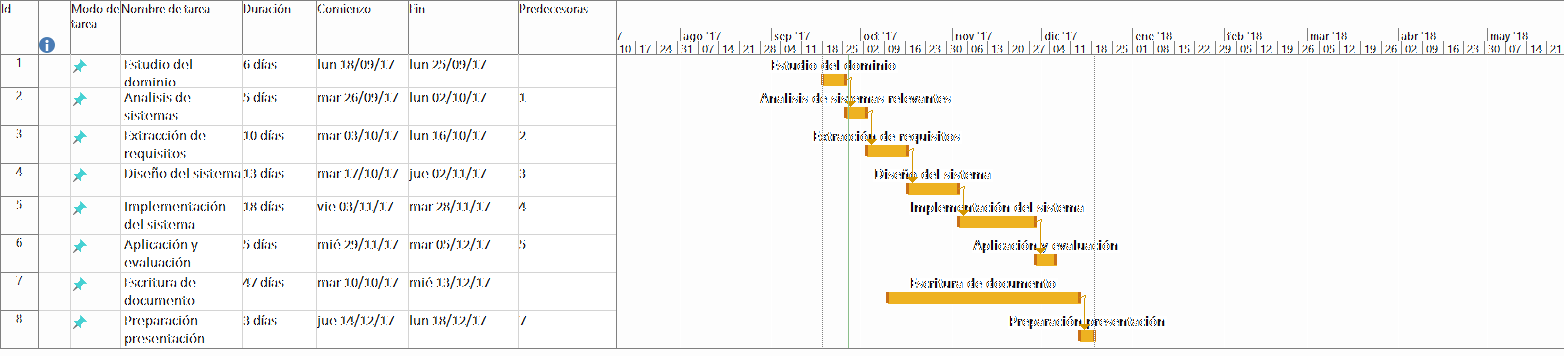 Id Modo de tarea Nombre de tarea Duración Comienzo Fin Predecesoras
7 ago '17 sep '17 oct '17 nov '17 dic '17 ene '18 feb '18 mar '18 abr '18 may '18
10 17 24 31 07 14 21 28 04 11 18 25 02 09 16 23 30 06 13 20 27 04 11 18 25 01 08 15 22 29 05 12 19 26 05 12 19 26 02 09 16 23 30 07 14 21
1 Estudio del dominio 6 días lun 18/09/17 lun 25/09/17
Estudio del dominio
2 Analisis de sistemas 5 días mar 26/09/17 lun 02/10/17 1
Analisis de sistemas relevantes
3 Extracción de requisitos 10 días mar 03/10/17 lun 16/10/17 2
Extracción de requisitos
4 Diseño del sistema 13 días mar 17/10/17 jue 02/11/17 3
Diseño del sistema
5 Implementación del sistema 18 días vie 03/11/17 mar 28/11/17 4
Implementación del sistema
6 Aplicación y evaluación 5 días mié 29/11/17 mar 05/12/17 5
Aplicación y evaluación
7 Escritura de documento 47 días mar 10/10/17 mié 13/12/17
Escritura de documento
8 Preparación presentación 3 días jue 14/12/17 lun 18/12/17 7
Preparación presentación